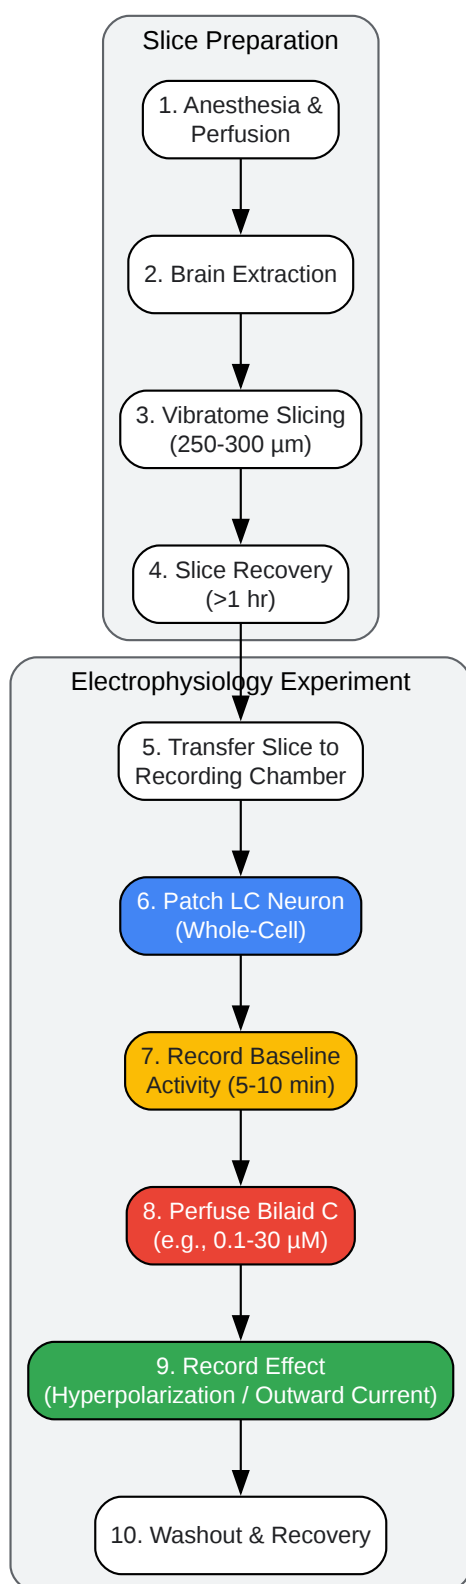 Slice Preparation
1. Anesthesia &
Perfusion
2. Brain Extraction
3. Vibratome Slicing
(250-300 µm)
4. Slice Recovery
(>1 hr)
Electrophysiology Experiment
5. Transfer Slice to
Recording Chamber
6. Patch LC Neuron
(Whole-Cell)
7. Record Baseline
Activity (5-10 min)
8. Perfuse Bilaid C
(e.g., 0.1-30 µM)
9. Record Effect
(Hyperpolarization / Outward Current)
10. Washout & Recovery